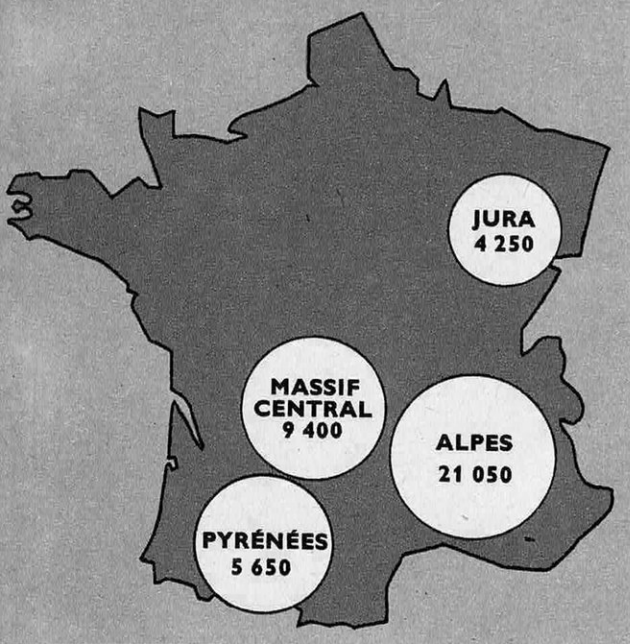 JURA
4 250
MASSIF
CENTRAL
9 400
ALPES
21 050
PYRÉNÉES
5 650